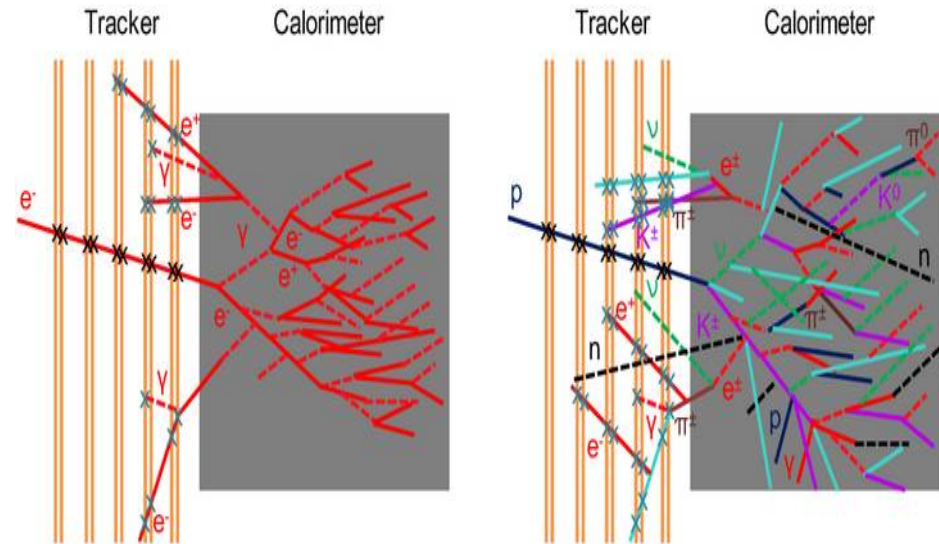 Tracker Calorimeter
e⁺
γ
e⁻
e⁻
γ
e⁻
e⁺
e⁻
γ
e⁻
Tracker Calorimeter
π⁰
ν
e±
K⁰
p
π±
K±
ν
n
ν
e⁺
K±
π±
n
e±
γ
π±
p
e⁻
γ